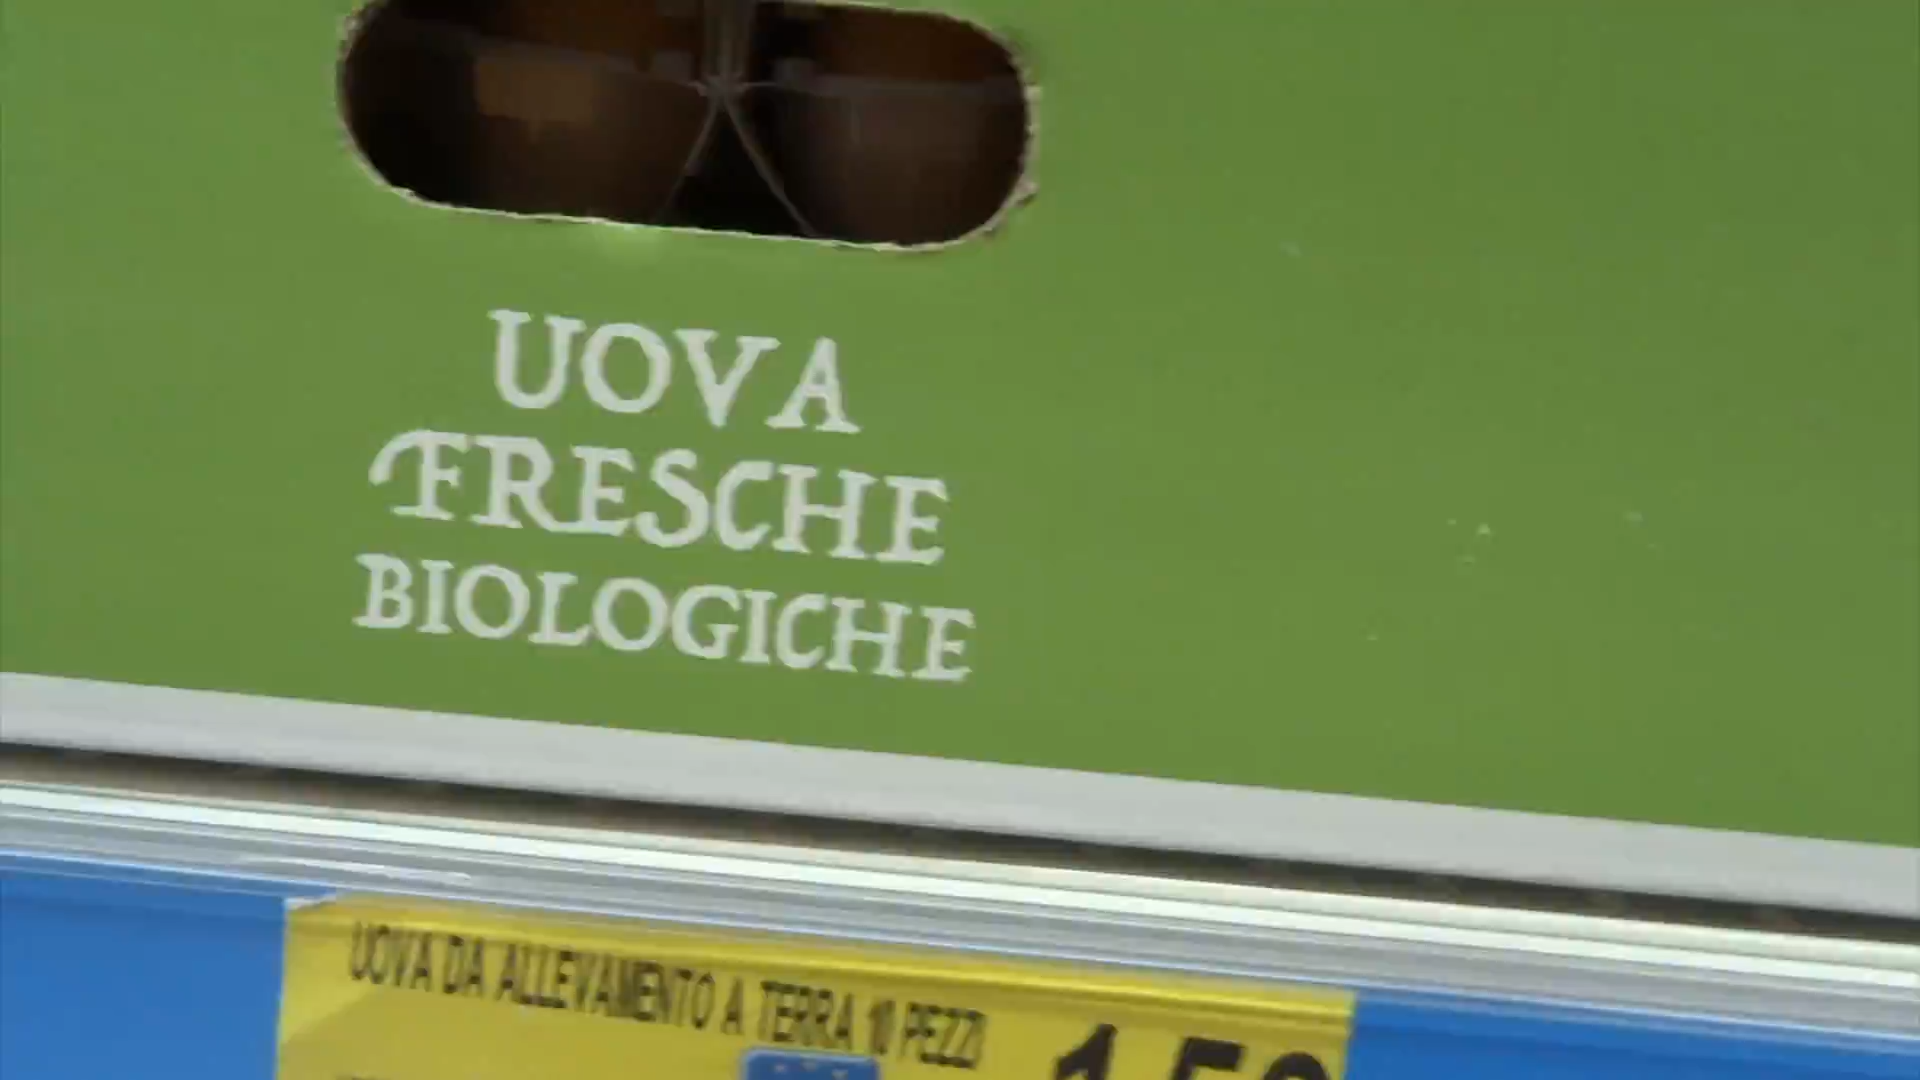 UOVA
FRESCHE
BIOLOGICHE
UOVA DA ALLEVAMENTO A TERRA 10 PEZZI